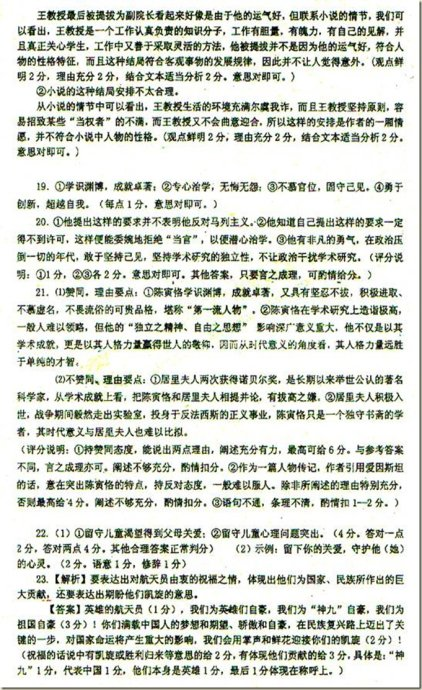 王教授最后被提拔为副院长看起来好像是由于他的运气好，但联系小说的情节，我们可
以看出，王教授是一个工作认真负责的知识分子，工作有胆量，有魄力，有自己的见解，并
且真正关心学生，工作中又善于采取灵活的方法，他被提拔并不是因为他的运气好，符合人
物的性格特征，而且这种结局符合客观事物的发展规律，因此并不让人觉得意外。（观点鲜
明2分，理由充分2分，结合文本适当分析2分。意思对即可。）
②小说的这种结局安排不太合理。
从小说的情节中可以看出，王教授生活的环境充满尔虞我诈，而且王教授坚持原则，容
易招致某些“当权者”的不满，而王教授又不会曲意迎合，所以这样的安排是作者的一厢情
愿，并不符合小说中人物的性格。（观点鲜明2分，理由充分2分，结合文本适当分析2分。
意思对即可。）
19．①学识渊博，成就卓著；②专心治学，无悔无怨；③不慕官位，固守己见。④勇于
创新，超越自我。（每点1分，意思对即可。）
20．①他提出这样的要求并不表明他反对马列主义。②他知道自己提出这样的要求一定
得不到许可，这样便能委婉地拒绝“当官”，以便潜心治学。③他有非凡的勇气，在政治压
倒一切的年代，敢于坚持己见，坚持学术研究的独立性，不让政治干扰学术研究。（评分说
明：①1分，②③各2分。意思对即可。其他答案，只要言之成理，可酌情给分。）
21．(1)赞同。理由要点：①陈寅恪学识渊博，成就卓著，又具有坚忍不拔，积极进取、
不慕虚名，不畏流俗的可贵品格，堪称“第一流人物”。②陈寅恪在学术研究上造诣极高，
一般人难以领略，但他的“独立之精神、自由之思想” 影响深广意义重大，他不仅是以其
学术成就，更是以其人格力量赢得世人的敬仰，因而从时代意义的角度看，其人格力量远胜
于单纯的才智。
(2)不赞同。理由要点：①居里夫人两次获得诺贝尔奖，是长期以来举世公认的著名
科学家，从学术成就上看，把陈寅恪和居里夫人相提并论，有拔高之嫌，③居里夫人积极入
世，战争期间毅然走出实验室，投身于反法西斯的正义事业，陈寅恪只是一个独守书斋的学
者，其时代意义与居里夫人也难以比拟。
（评分说明：①持赞同态度，能说出两点理由，阐述充分有力，最高可给6分。与参考答案
不同，言之成理亦可。阐述不够充分，酌情扣分。②作为一篇人物传记，作者引用爱因斯坦
的话，意在突出陈寅恪的特点，持反对态度，一般难以服人。除非所阐述的理由特别充分，
否则最高给4分。阐述不够充分，酌情扣分。③语句不通，条理不清，酌情扣1—2分。）
22．（1）①留守儿童渴望得到父母关爱；②留守儿童心理问题突出。（4分。答对一点
2分，答对两点4分。其他合理答案正常判分） （2）示例：留下你的关爱，守护他（她）
的心灵。（2分。语意1分，修辞1分）
23．【解析】要表达出对航天员由衷的祝福之情，体现出他们为国家、民族所作出的巨
大贡献，还要表达出期盼他们凯旋的意思。
【答案】英雄的航天员（1分），我们为英雄们自豪，我们为“神九”自豪，我们为
祖国自豪（3分）！你们满载中国人的梦想和期望、骄傲和自豪，在民族复兴路上迈出了关
键的一步，对国家命运将产生重大的影响，我们会用掌声和鲜花迎接你们的凯旋（2分）！
（祝福的话说中有凯旋或胜利归来等意思的给2分，有体现他们贡献的给3分，具体是：“神
九”1分，代表中国1分，他们本身是英雄1分，最后1分体现在称呼上。）